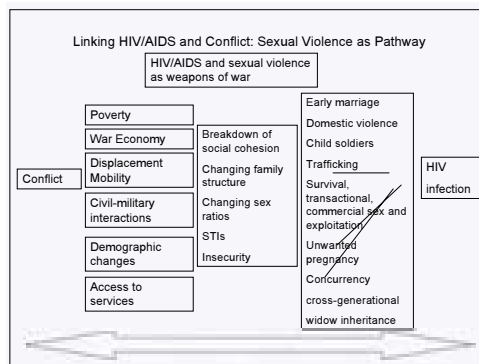 Linking HIV/AIDS and Conflict: Sexual Violence as Pathway
HIV/AIDS and sexual violence
as weapons of war
Conflict
Poverty
War Economy
Displacement
Mobility
Civil-military
interactions
Demographic
changes
Access to
services
Breakdown of
social cohesion
Changing family
structure
Changing sex
ratios
STIs
Insecurity
Early marriage
Domestic violence
Child soldiers
Trafficking
Survival,
transactional,
commercial sex and
exploitation
Unwanted
pregnancy
Concurrency
cross-generational
widow inheritance
HIV
infection